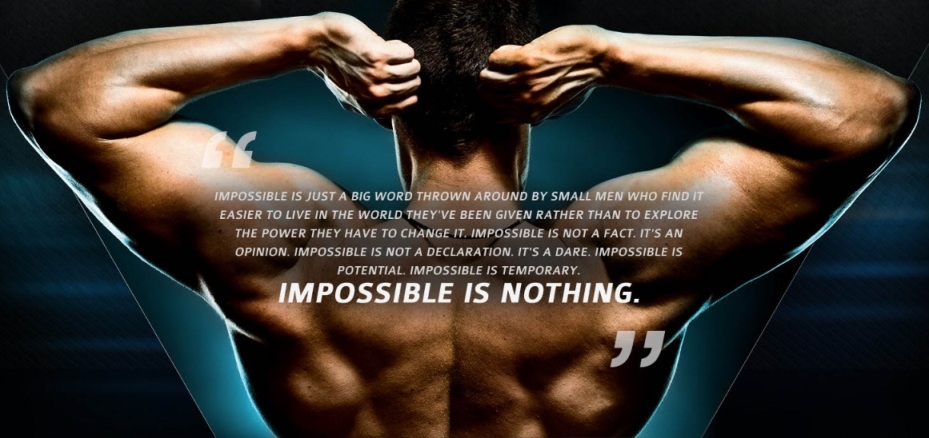 “
IMPOSSIBLE IS JUST A BIG WORD THROWN AROUND BY SMALL MEN WHO FIND IT
EASIER TO LIVE IN THE WORLD THEY'VE BEEN GIVEN RATHER THAN TO EXPLORE
THE POWER THEY HAVE TO CHANGE IT. IMPOSSIBLE IS NOT A FACT. IT'S AN
OPINION. IMPOSSIBLE IS NOT A DECLARATION. IT'S A DARE. IMPOSSIBLE IS
POTENTIAL. IMPOSSIBLE IS TEMPORARY.
IMPOSSIBLE IS NOTHING.
”